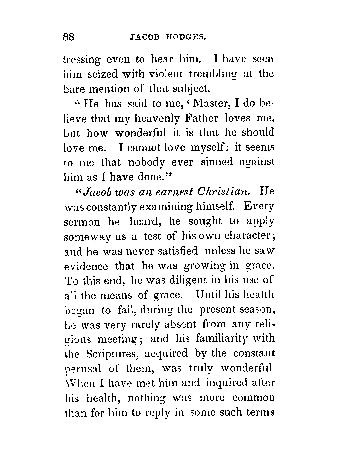 88 JACOB HODGES.
tressing even to hear him. I have seen
him seized with violent trembling at the
bare mention of that subject.
"He has said to me, 'Master, I do be-
lieve that my heavenly Father loves me,
but how wonderful it is that he should
love me. I cannot love myself: it seems
to me that nobody ever sinned against
him as I have done."
"Jacob was an earnest Christian. He
was constantly examining himself. Every
sermon he heard, he sought to apply
someway as a test of his own character;
and he was never satisfied unless he saw
evidence that he was growing in grace.
To this end, he was diligent in his use of
all the means of grace. Until his health
began to fail, during the present season,
he was very rarely absent from any reli-
gious meeting; and his familiarity with
the Scriptures, acquired by the constant
perusal of them, was truly wonderful
When I have met him and inquired after
his health, nothing was more common
than for him to reply in some such terms